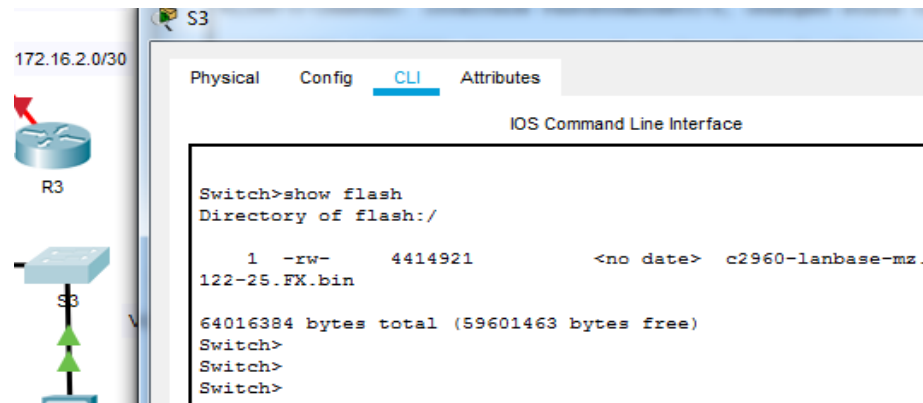 S3
172.16.2.0/30
Physical Config CLI Attributes
IOS Command Line Interface
R3
S3
Switch>show flash
Directory of flash:/
1 -rw- 4414921 <no date> c2960-lanbase-mz.
122-25.FX.bin
64016384 bytes total (59601463 bytes free)
Switch>
Switch>
Switch>